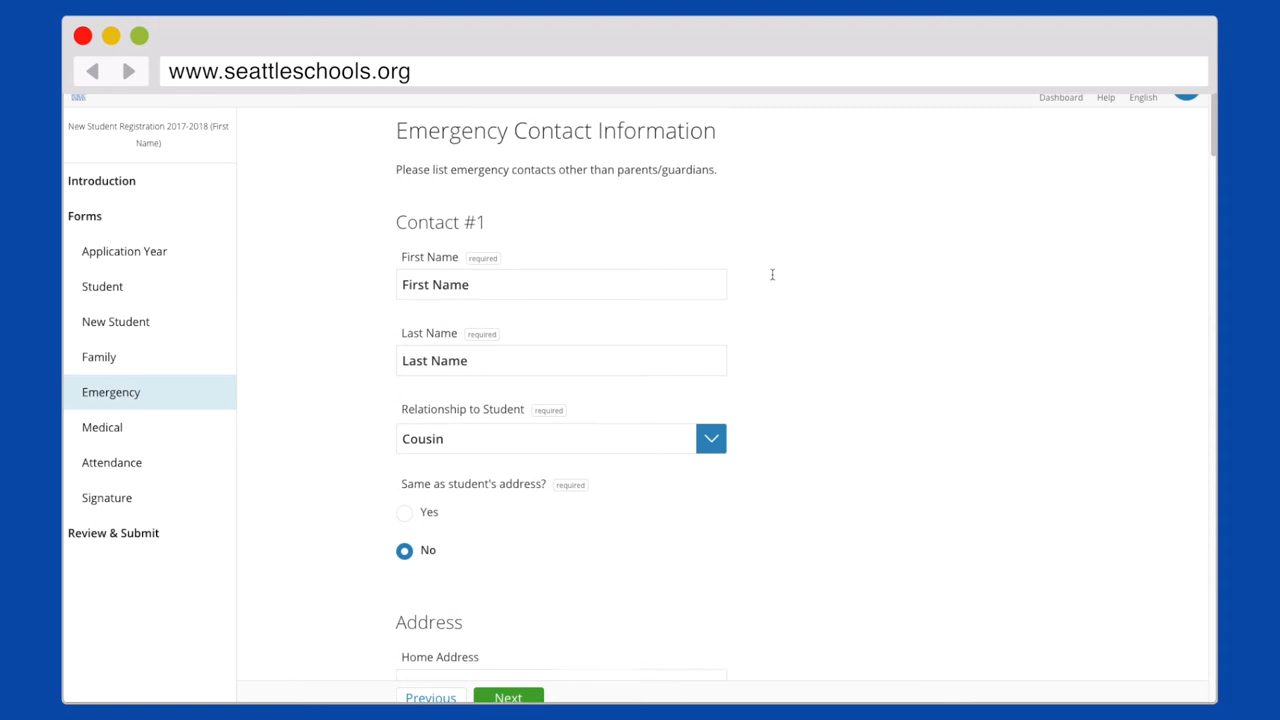 www.seattleschools.org
Dashboard Help English
New Student Registration 2017-2018 (First
Name)
Introduction
Forms
Application Year
Student
New Student
Family
Emergency
Medical
Attendance
Signature
Review & Submit
Emergency Contact Information
Please list emergency contacts other than parents/guardians.
Contact #1
First Name required
First Name
Last Name required
Last Name
Relationship to Student required
Cousin
Same as student's address? required
Yes
No
Address
Home Address
Previous Next